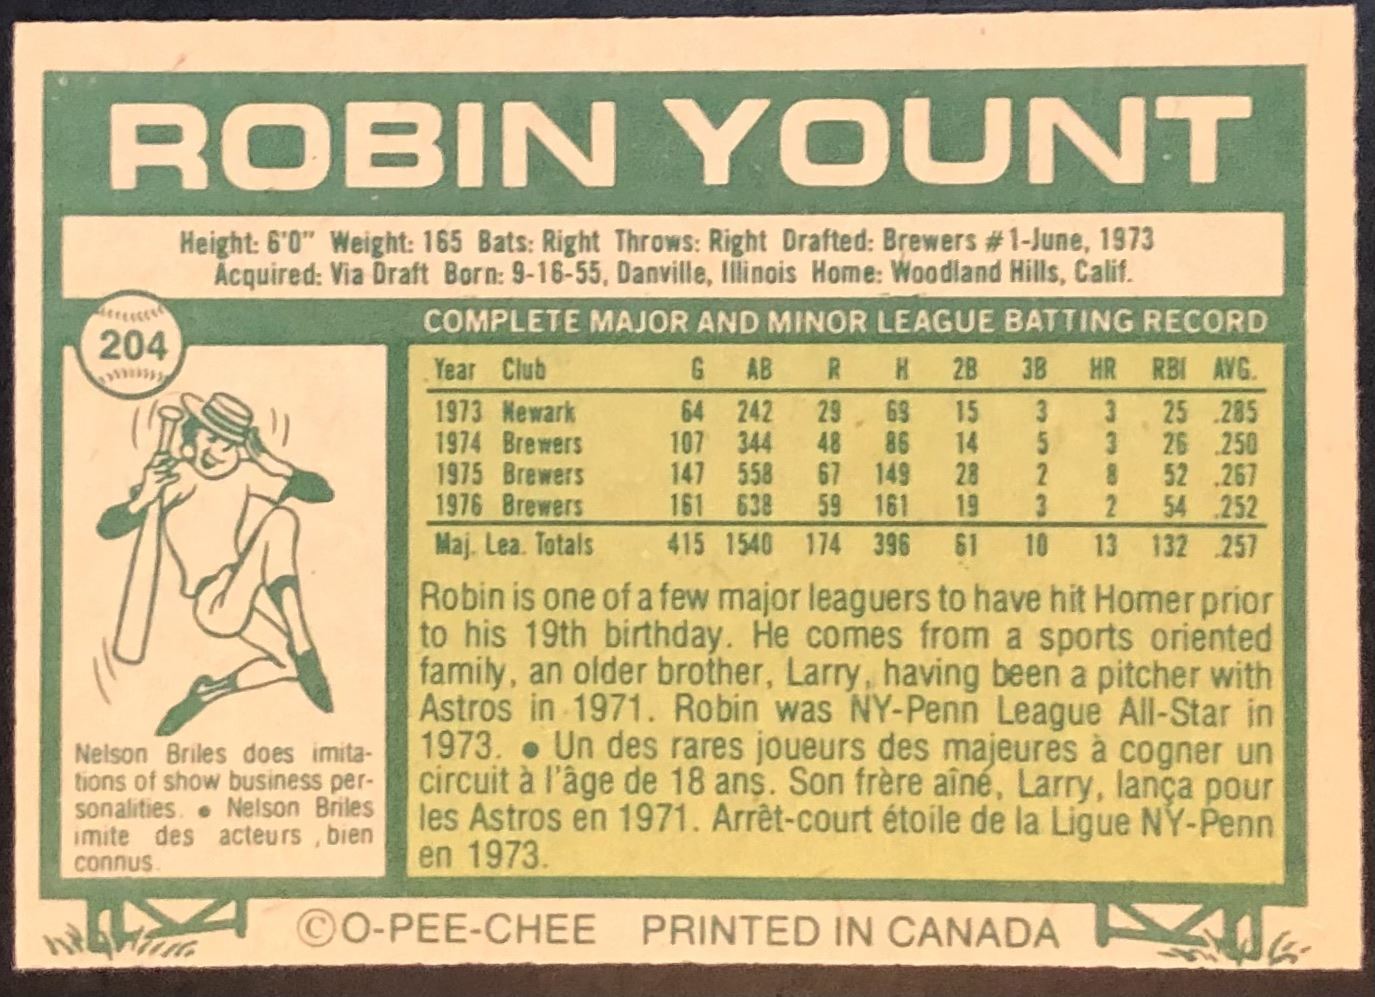 ROBIN YOUNT
Height: 6'0" Weight: 165 Bats: Right Throws: Right Drafted: Brewers #1-June, 1973
Acquired: Via Draft Born: 9-16-55, Danville, Illinois Home: Woodland Hills, Calif.
204
COMPLETE MAJOR AND MINOR LEAGUE BATTING RECORD
Year Club G AB R H 2B 3B HR RBI AVG.
1973 Newark 64 242 29 69 15 3 3 25 .285
1974 Brewers 107 344 48 86 14 5 3 26 .250
1975 Brewers 147 558 67 149 28 2 8 52 .267
1976 Brewers 161 638 59 161 19 3 2 54 .252
Maj. Lea. Totals 415 1540 174 396 61 10 13 132 .257
Robin is one of a few major leaguers to have hit Homer prior
to his 19th birthday. He comes from a sports oriented
family, an older brother, Larry, having been a pitcher with
Astros in 1971. Robin was NY-Penn League All-Star in
1973. • Un des rares joueurs des majeures à cogner un
circuit à l'âge de 18 ans. Son frère aîné, Larry, lança pour
les Astros en 1971. Arrêt-court étoile de la Ligue NY-Penn
en 1973.
Nelson Briles does imita-
tions of show business per-
sonalities. • Nelson Briles
imite des acteurs , bien
connus.
©O-PEE-CHEE PRINTED IN CANADA